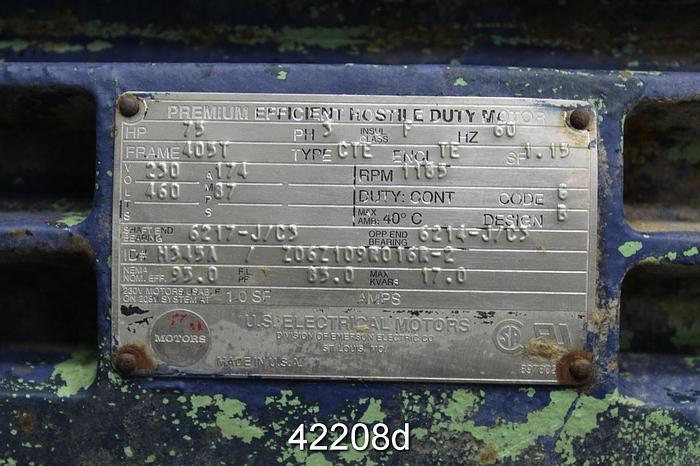 PREMIUM EFFICIENT HOSTILE DUTY MOTOR
HP 75 PH 3 INSUL CLASS F HZ 60
FRAME 405T TYPE CTE ENCL TE SF 1.15
VOLTS 230 AMPS 174 RPM 1185
460 87 DUTY: CONT CODE G
MAX AMB. 40° C DESIGN B
SHAFT END BEARING 6217-J/C3 OPP END BEARING 6214-J/C3
ID# H345A / Z06Z109R016R-2
NEMA NOM. EFF. 95.0 F.L. PF 85.0 MAX KVARS 17.0
230V MOTORS USABLE ON 208V SYSTEM AT 1.0 SF AMPS
MOTORS
U.S. ELECTRICAL MOTORS
DIVISION OF EMERSON ELECTRIC CO
ST. LOUIS, MO.
MADE IN U.S.A.
42208d